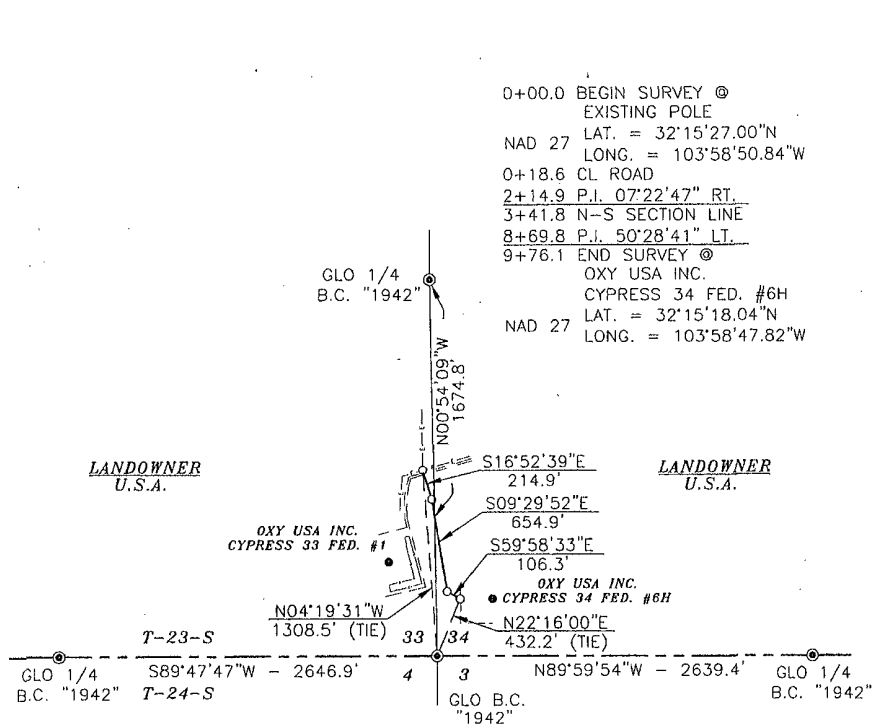 0+00.0 BEGIN SURVEY @
EXISTING POLE
NAD 27 LAT. = 32°15'27.00"N
LONG. = 103°58'50.84"W
0+18.6 CL ROAD
2+14.9 P.I. 07°22'47" RT.
3+41.8 N-S SECTION LINE
8+69.8 P.I. 50°28'41" LT.
9+76.1 END SURVEY @
OXY USA INC.
CYPRESS 34 FED. #6H
NAD 27 LAT. = 32°15'18.04"N
LONG. = 103°58'47.82"W
GLO 1/4
B.C. "1942"
N00°54'09"W
1674.8'
LANDOWNER
U.S.A.
S16°52'39"E
214.9'
LANDOWNER
U.S.A.
S09°29'52"E
654.9'
OXY USA INC.
CYPRESS 33 FED. #1
S59°58'33"E
106.3'
OXY USA INC.
CYPRESS 34 FED. #6H
N04°19'31"W
1308.5' (TIE)
N22°16'00"E
432.2' (TIE)
T-23-S
33 34
GLO 1/4
B.C. "1942"
S89°47'47"W - 2646.9'
T-24-S
4 3
N89°59'54"W - 2639.4'
GLO 1/4
B.C. "1942"
GLO B.C.
"1942"